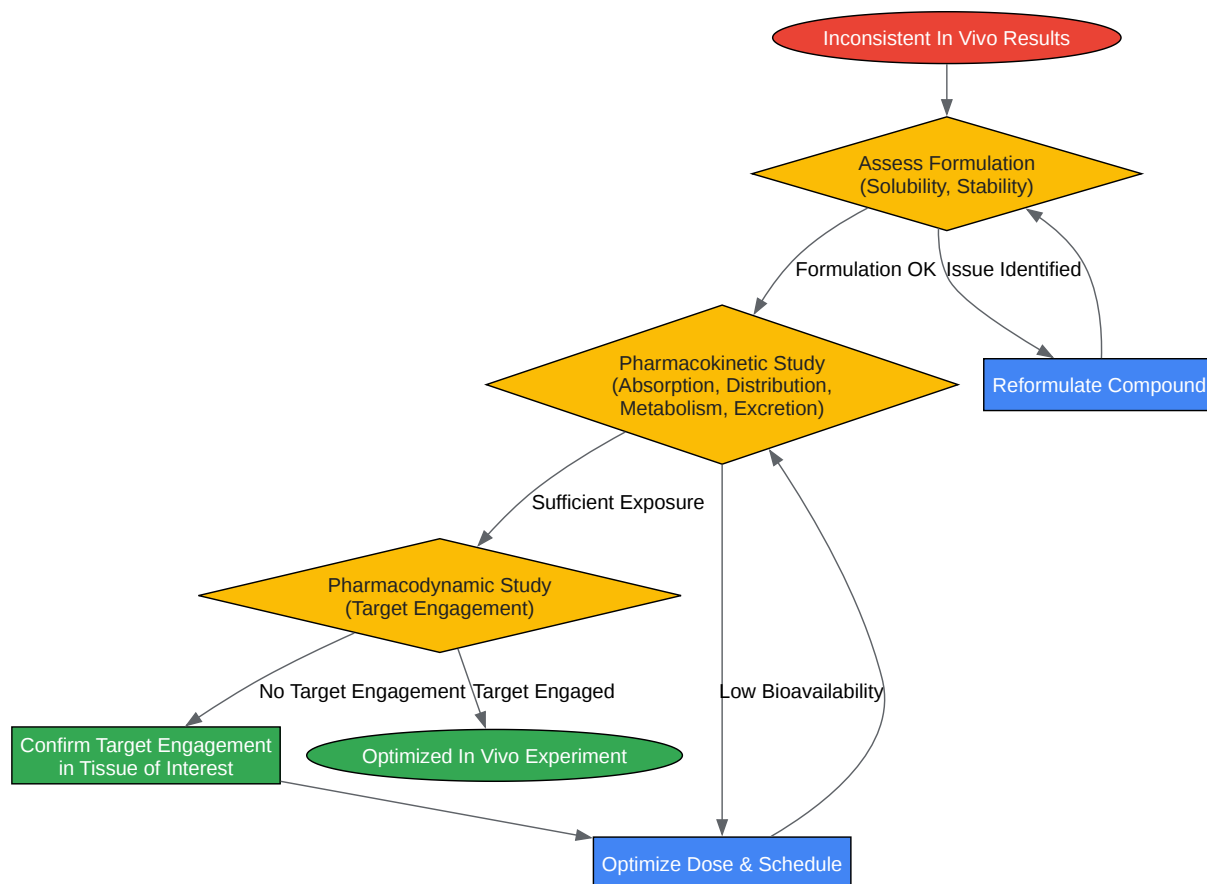 Inconsistent In Vivo Results
Assess Formulation
(Solubility, Stability)
Formulation OK
Issue Identified
Pharmacokinetic Study
(Absorption, Distribution,
Metabolism, Excretion)
Reformulate Compound
Sufficient Exposure
Pharmacodynamic Study
(Target Engagement)
No Target Engagement
Target Engaged
Low Bioavailability
Confirm Target Engagement
in Tissue of Interest
Optimized In Vivo Experiment
Optimize Dose & Schedule